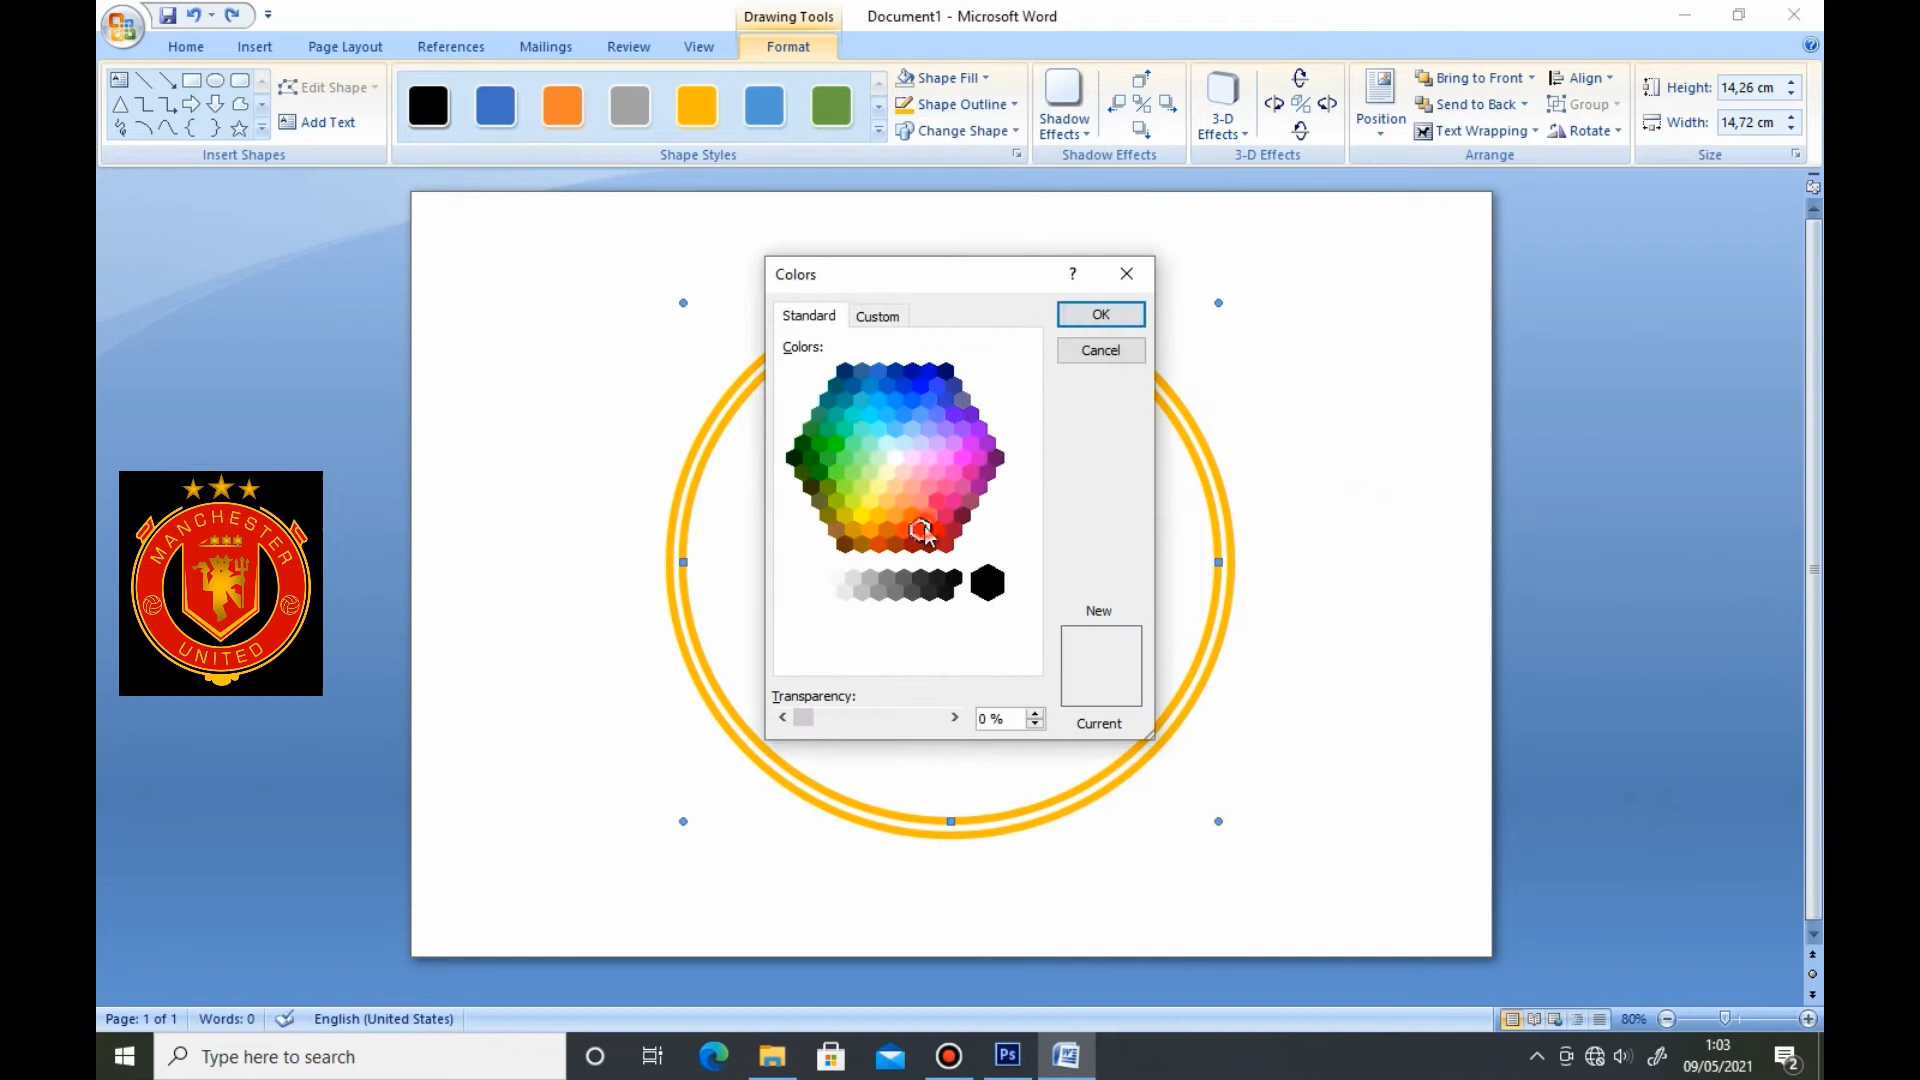 Drawing Tools
Document1 - Microsoft Word
Home Insert Page Layout References Mailings Review View Format
Edit Shape
Add Text
Insert Shapes
Shape Fill
Shape Outline
Change Shape
Shape Styles
Shadow
Effects
Shadow Effects
3-D
Effects
3-D Effects
Position
Bring to Front
Send to Back
Text Wrapping
Align
Group
Rotate
Arrange
Height: 14,26 cm
Width: 14,72 cm
Size
Colors
?
Standard Custom
OK
Cancel
Colors:
New
Current
Transparency:
0 %
MANCHESTER
UNITED
Page: 1 of 1 Words: 0 English (United States) 80%
Type here to search
Ps
1:03
09/05/2021
2